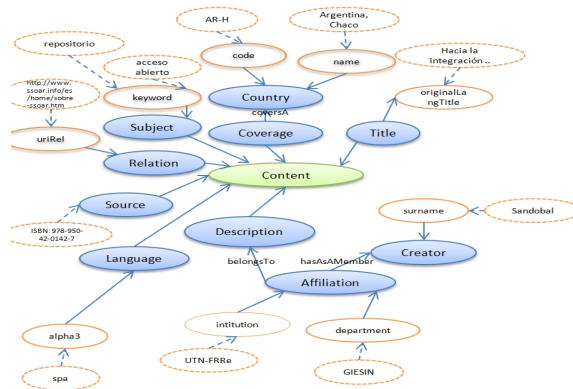 AR-H
Argentina,
Chaco
repositorio
acceso
abierto
code
name
Hacia la
integración ..
http://www.
ssoar.info/es
/home/sobre
-ssoar.htm
keyword
Country
originalLa
ngTitle
coversA
Subject
Coverage
Title
uriRel
Relation
Content
Source
surname
Sandobal
ISBN: 978-950-
42-0142-7
Description
Language
belongsTo
hasAsAMember
Creator
Affiliation
alpha3
intitution
department
spa
UTN-FRRe
GIESIN